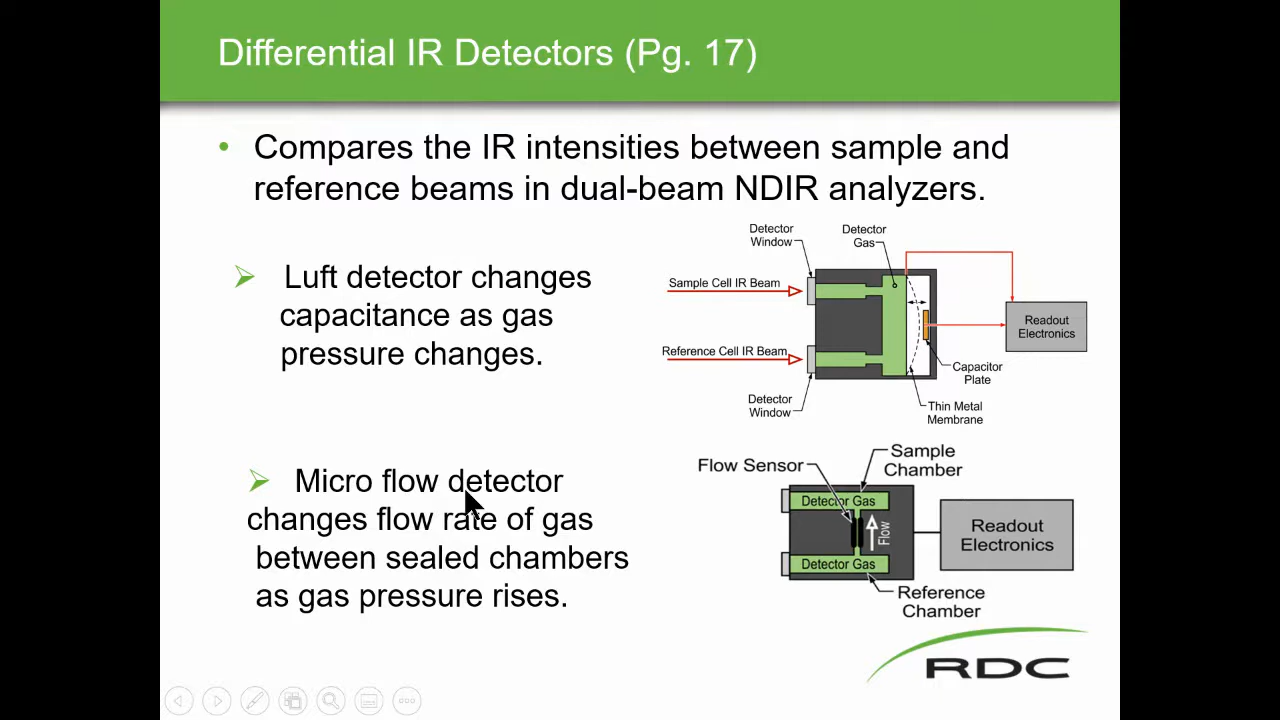 Differential IR Detectors (Pg. 17)
• Compares the IR intensities between sample and
reference beams in dual-beam NDIR analyzers.
Luft detector changes
capacitance as gas
pressure changes.
Detector
Window
Detector
Gas
Sample Cell IR Beam
Reference Cell IR Beam
Readout
Electronics
Capacitor
Plate
Detector
Window
Thin Metal
Membrane
Micro flow detector
changes flow rate of gas
between sealed chambers
as gas pressure rises.
Flow Sensor
Sample
Chamber
Detector Gas
Flow
Detector Gas
Readout
Electronics
Reference
Chamber
RDC